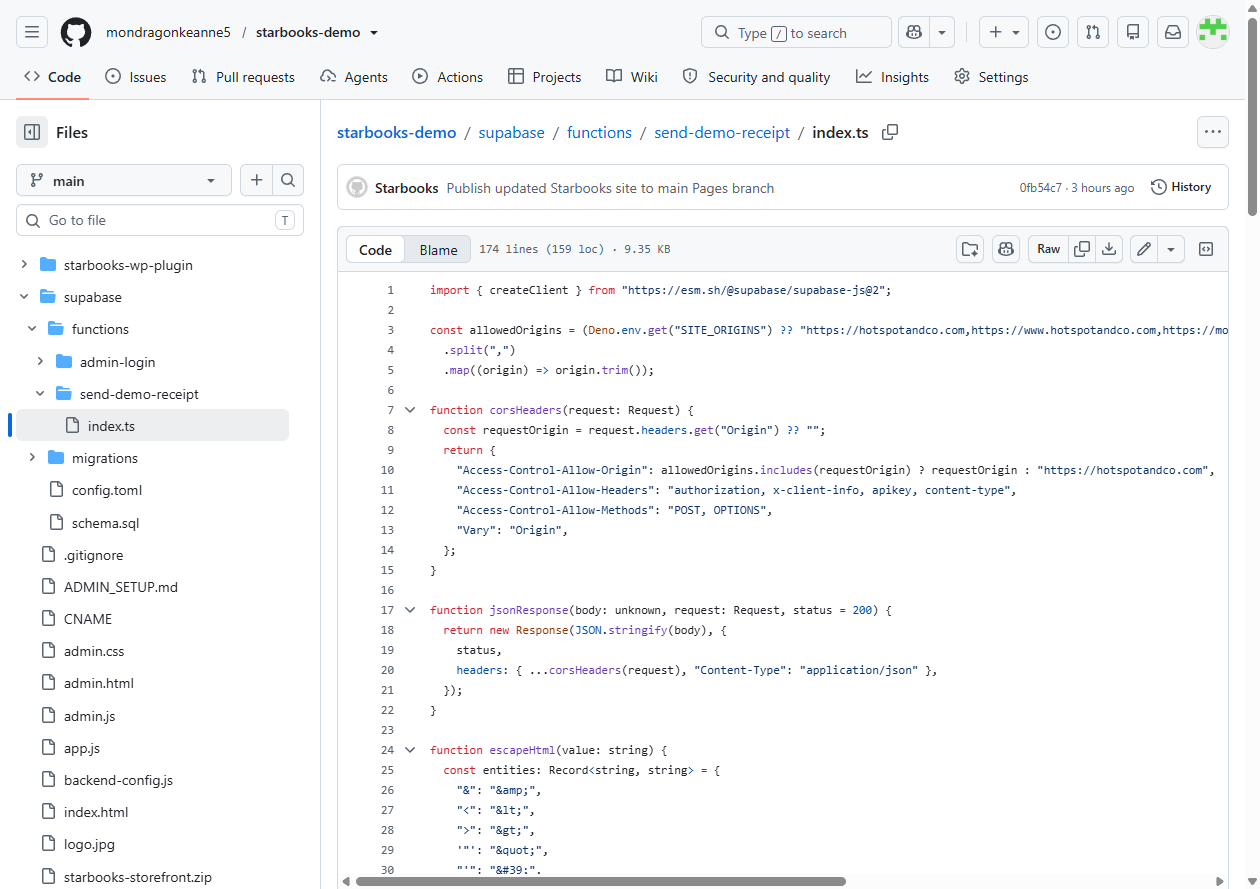 mondragonkeanne5 / starbooks-demo
Type / to search
Code Issues Pull requests Agents Actions Projects Wiki Security and quality Insights Settings
Files
main
Go to file T
starbooks-wp-plugin
supabase
functions
admin-login
send-demo-receipt
index.ts
migrations
config.toml
schema.sql
.gitignore
ADMIN_SETUP.md
CNAME
admin.css
admin.html
admin.js
app.js
backend-config.js
index.html
logo.jpg
starbooks-storefront.zip
starbooks-demo / supabase / functions / send-demo-receipt / index.ts
Starbooks Publish updated Starbooks site to main Pages branch 0fb54c7 · 3 hours ago History
Code Blame 174 lines (159 loc) · 9.35 KB Raw
1 import { createClient } from "https://esm.sh/@supabase/supabase-js@2";
2
3 const allowedOrigins = (Deno.env.get("SITE_ORIGINS") ?? "https://hotspotandco.com,https://www.hotspotandco.com,https://mo
4 .split(",")
5 .map((origin) => origin.trim());
6
7 function corsHeaders(request: Request) {
8 const requestOrigin = request.headers.get("Origin") ?? "";
9 return {
10 "Access-Control-Allow-Origin": allowedOrigins.includes(requestOrigin) ? requestOrigin : "https://hotspotandco.com",
11 "Access-Control-Allow-Headers": "authorization, x-client-info, apikey, content-type",
12 "Access-Control-Allow-Methods": "POST, OPTIONS",
13 "Vary": "Origin",
14 };
15 }
16
17 function jsonResponse(body: unknown, request: Request, status = 200) {
18 return new Response(JSON.stringify(body), {
19 status,
20 headers: { ...corsHeaders(request), "Content-Type": "application/json" },
21 });
22 }
23
24 function escapeHtml(value: string) {
25 const entities: Record<string, string> = {
26 "&": "&amp;",
27 "<": "&lt;",
28 ">": "&gt;",
29 '"': "&quot;",
30 "'": "&#39;",